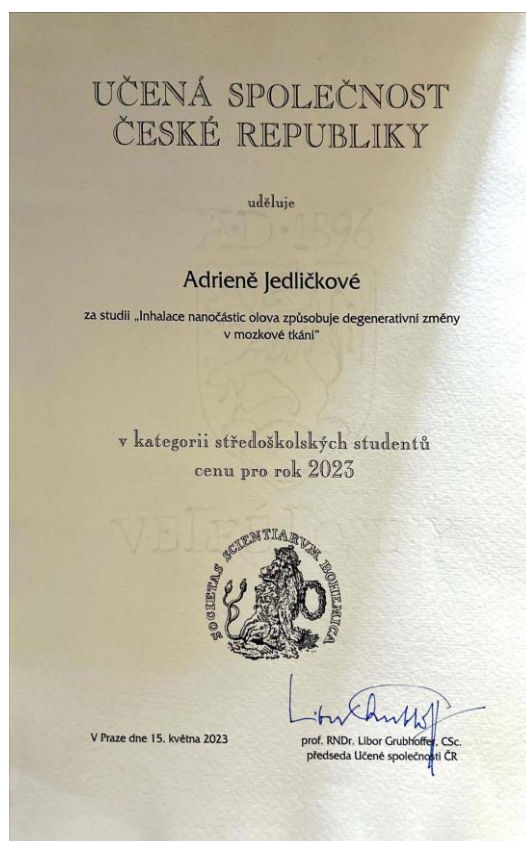 UČENÁ SPOLEČNOST
ČESKÉ REPUBLIKY
uděluje
A·D·1596
Adrieně Jedličkové
za studii „Inhalace nanočástic olova způsobuje degenerativní změny
v mozkové tkáni“
v kategorii středoškolských studentů
cenu pro rok 2023
SOCIETAS SCIENTIARVM BOHEMICA
V Praze dne 15. května 2023
prof. RNDr. Libor Grubhoffer, CSc.
předseda Učené společnosti ČR